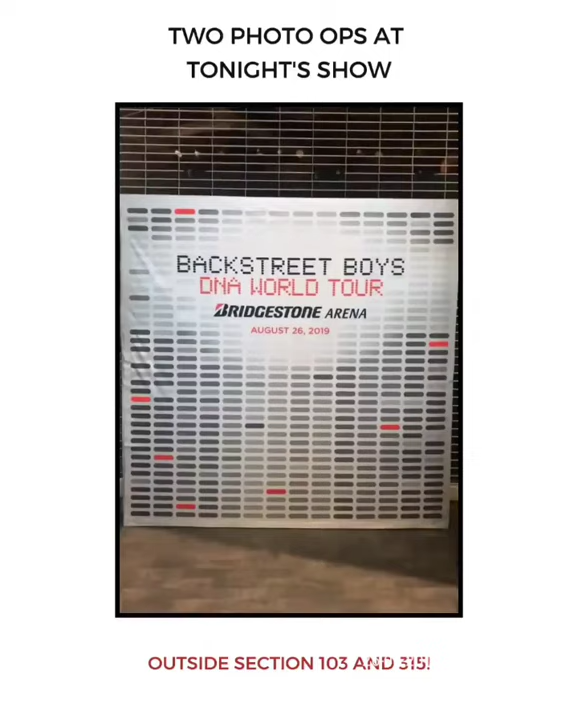 TWO PHOTO OPS AT
TONIGHT'S SHOW
BACKSTREET BOYS
DNA WORLD TOUR
BRIDGESTONE ARENA
AUGUST 26, 2019
OUTSIDE SECTION 103 AND 315!